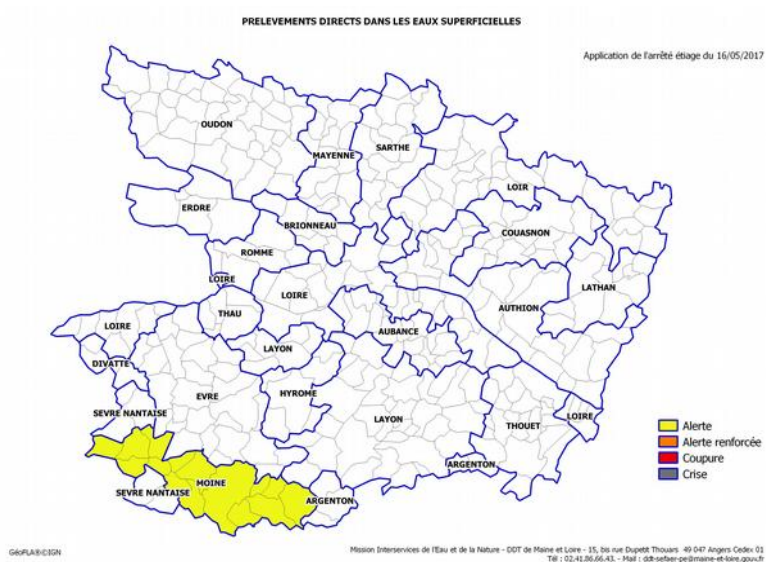 PRELEVEMENTS DIRECTS DANS LES EAUX SUPERFICIELLES
Application de l'arrêté étiage du 16/05/2017
OUDON
MAYENNE
SARTHE
LOIR
ERDRE
BRIONNEAU
COUASNON
ROMME
LOIRE
LOIRE
LATHAN
THAU
AUTHION
LOIRE
AUBANCE
LAYON
DIVATTE
EVRE
HYROME
SEVRE NANTAISE
LAYON
THOUET
LOIRE
ARGENTON
MOINE
SEVRE NANTAISE
ARGENTON
Alerte
Alerte renforcée
Coupure
Crise
GéoPLA®©IGN
Mission Interservices de l'Eau et de la Nature - DDT de Maine et Loire - 15, bis rue Dupetit Thouars 49 047 Angers Cedex 01
Tél : 02.41.86.66.43. - Mail : ddt-sefaer-pe@maine-et-loire.gouv.fr